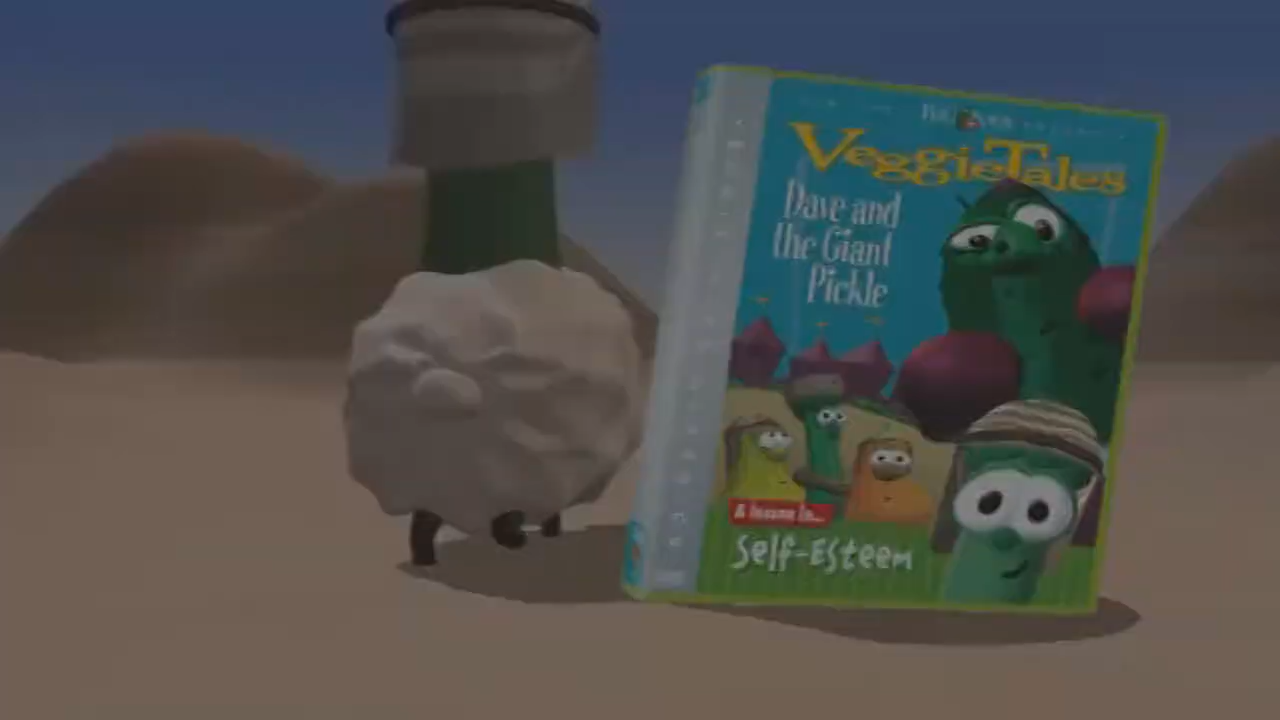 VeggieTales
Dave and
the Giant
Pickle
A lesson in...
Self-Esteem